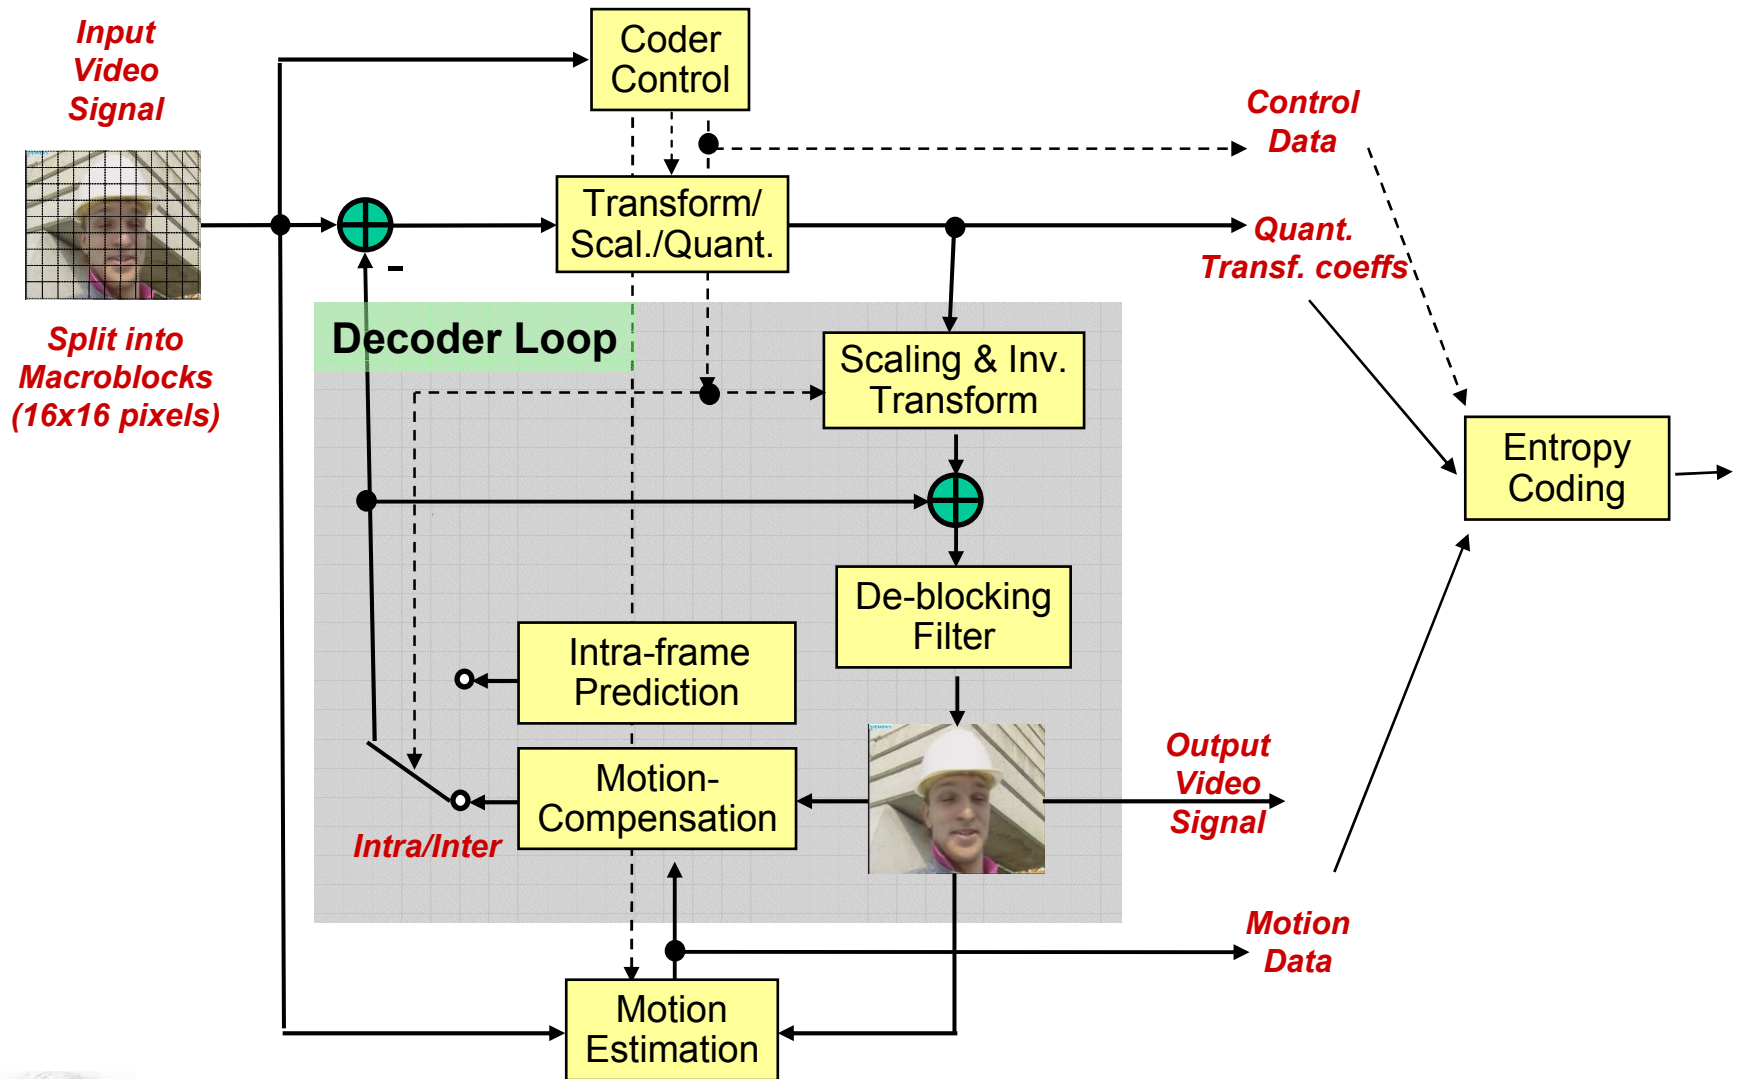 Input
Video
Signal
Coder
Control
Control
Data
Transform/
Scal./Quant.
-
Quant.
Transf. coeffs
Split into
Macroblocks
(16x16 pixels)
Decoder Loop
Scaling & Inv.
Transform
Entropy
Coding
De-blocking
Filter
Intra-frame
Prediction
Motion-
Compensation
Intra/Inter
Output
Video
Signal
Motion
Data
Motion
Estimation